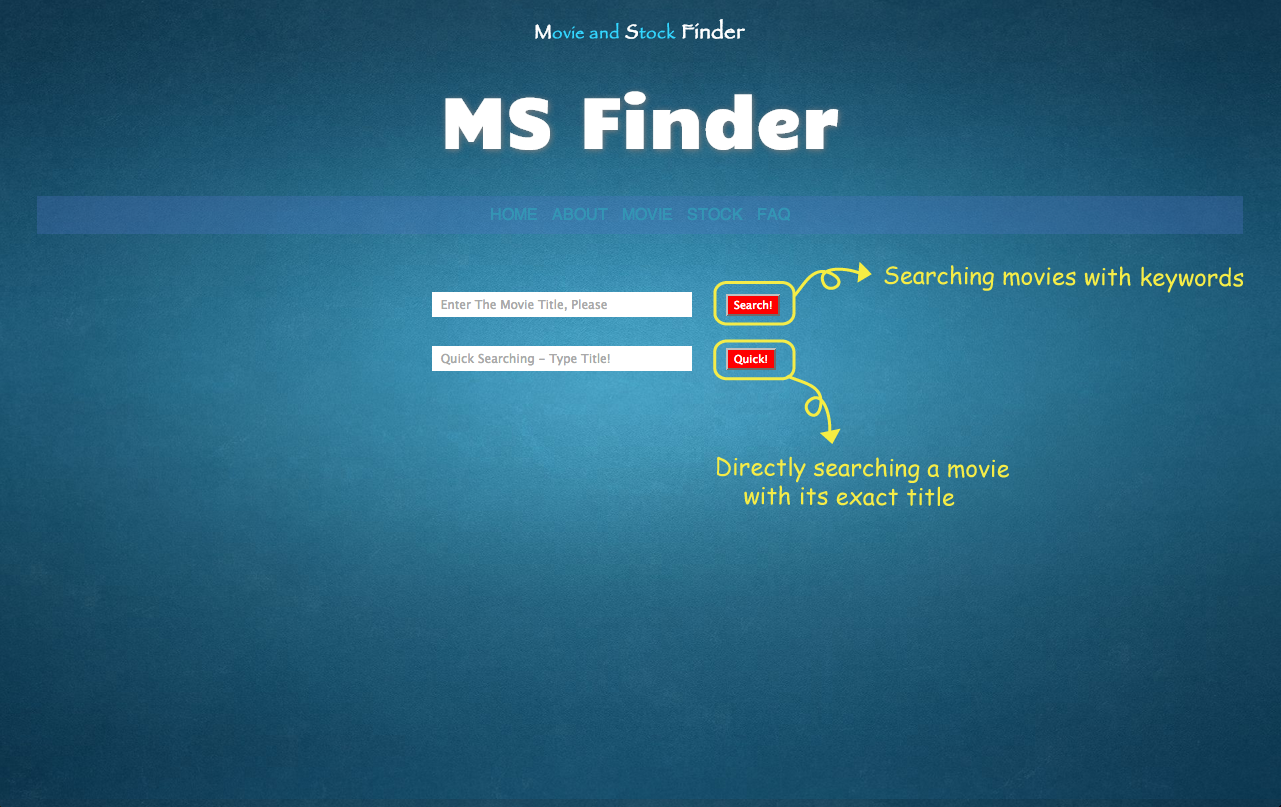 Movie and Stock Finder
MS Finder
HOME ABOUT MOVIE STOCK FAQ
Searching movies with keywords
Enter The Movie Title, Please Search!
Quick Searching - Type Title! Quick!
Directly searching a movie
with its exact title